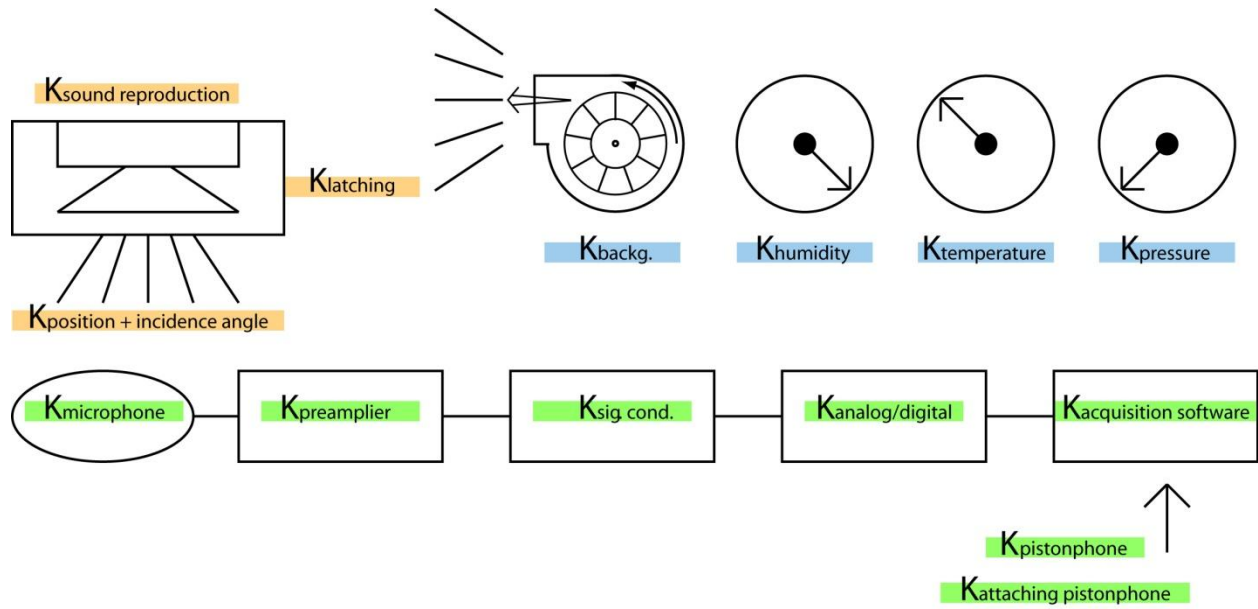 Ksound reproduction
Klatching
Kbackg.
Khumidity
Ktemperature
Kpressure
Kposition + incidence angle
Kmicrophone
Kpreamplier
Ksig. cond.
Kanalog/digital
Kacquisition software
Kpistonphone
Kattaching pistonphone